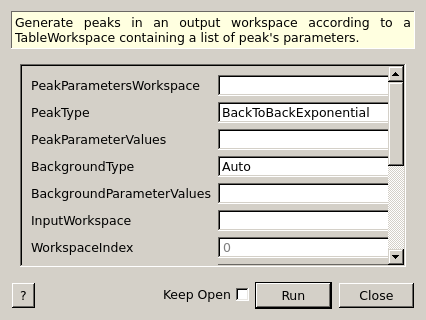 Generate peaks in an output workspace according to a
TableWorkspace containing a list of peak's parameters.
PeakParametersWorkspace
PeakType BackToBackExponential
PeakParameterValues
BackgroundType Auto
BackgroundParameterValues
InputWorkspace
WorkspaceIndex 0
? Keep Open Run Close